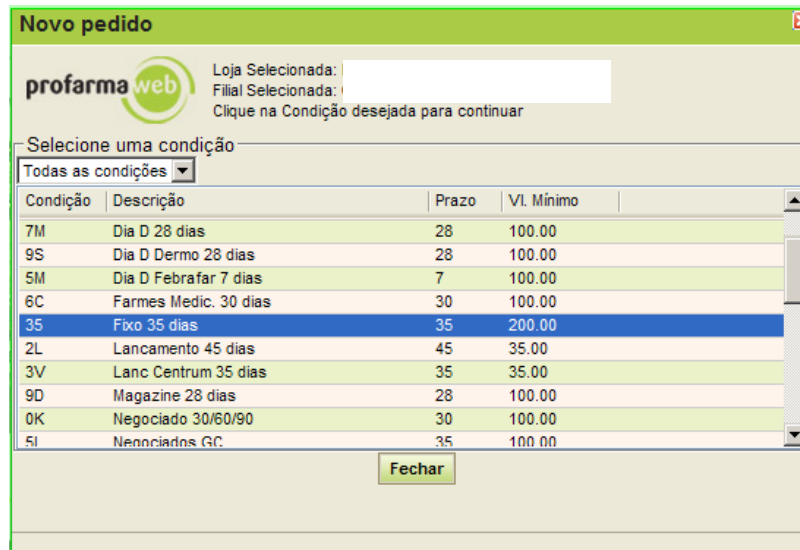 Novo pedido
profarma web
Loja Selecionada:
Filial Selecionada:
Clique na Condição desejada para continuar
Selecione uma condição
Todas as condições
Condição Descrição Prazo Vl. Mínimo
7M Dia D 28 dias 28 100.00
9S Dia D Dermo 28 dias 28 100.00
5M Dia D Febrafar 7 dias 7 100.00
6C Farmes Medic. 30 dias 30 100.00
35 Fixo 35 dias 35 200.00
2L Lancamento 45 dias 45 35.00
3V Lanc Centrum 35 dias 35 35.00
9D Magazine 28 dias 28 100.00
0K Negociado 30/60/90 30 100.00
Negociados GC 35 100.00
Fechar